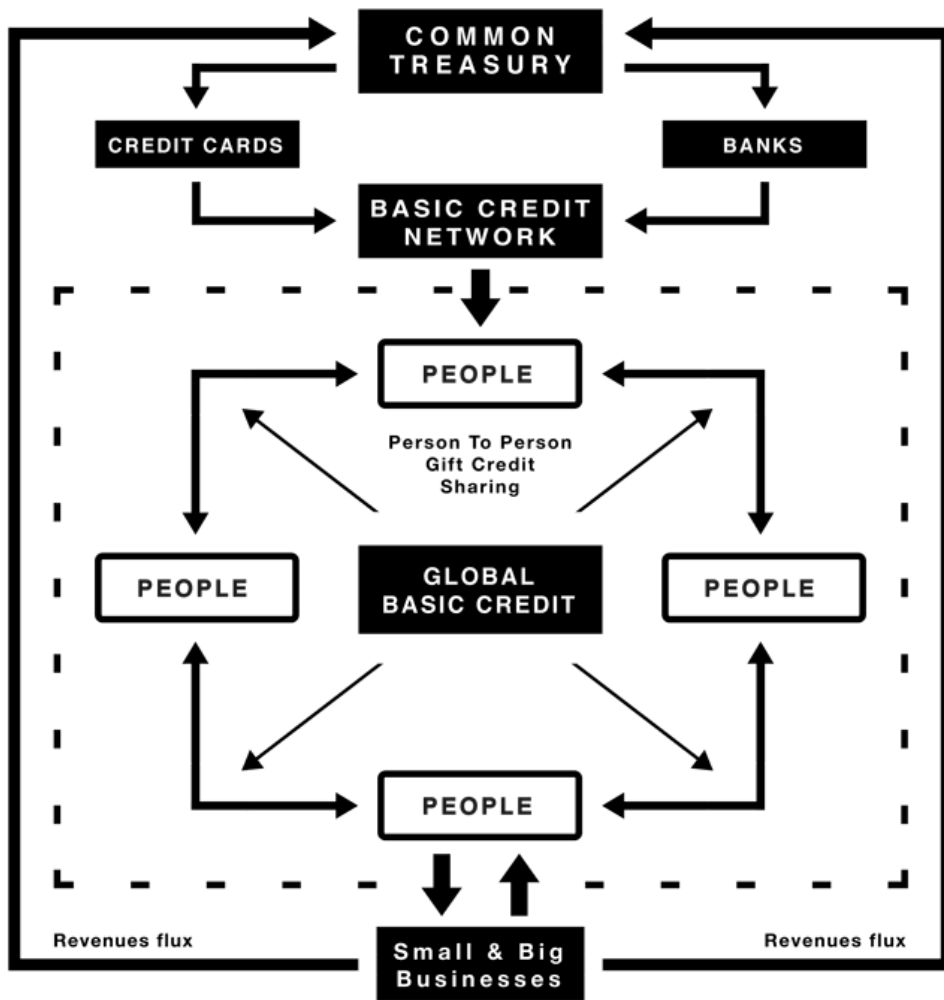 COMMON
TREASURY
CREDIT CARDS
BANKS
BASIC CREDIT
NETWORK
PEOPLE
Person To Person
Gift Credit
Sharing
PEOPLE
GLOBAL
BASIC CREDIT
PEOPLE
PEOPLE
Revenues flux
Small & Big
Businesses
Revenues flux